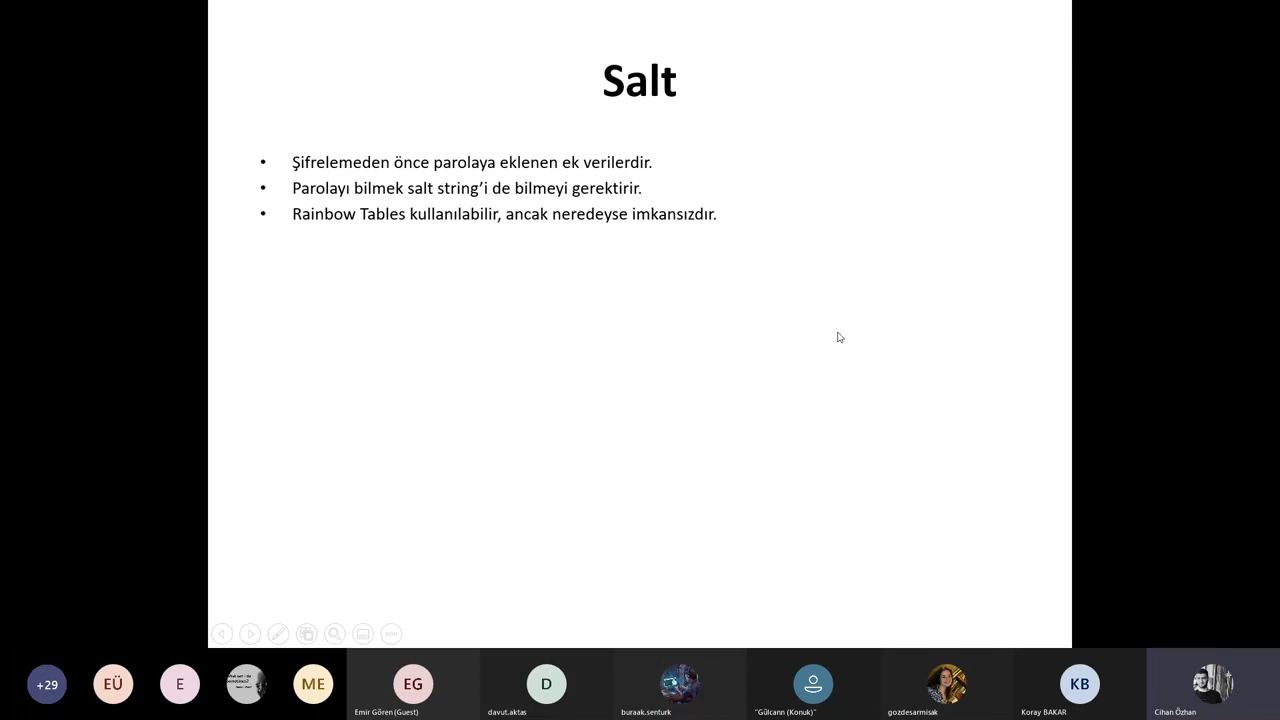 Salt
• Şifrelemeden önce parolaya eklenen ek verilerdir.
• Parolayı bilmek salt string’i de bilmeyi gerektirir.
• Rainbow Tables kullanılabilir, ancak neredeyse imkansızdır.
+29
EÜ
E
ME
EG
D
KB
Emir Gören (Guest)
davut.aktas
buraak.senturk
"Gülcann (Konuk)"
gozdesarmisak
Koray BAKAR
Cihan Özhan